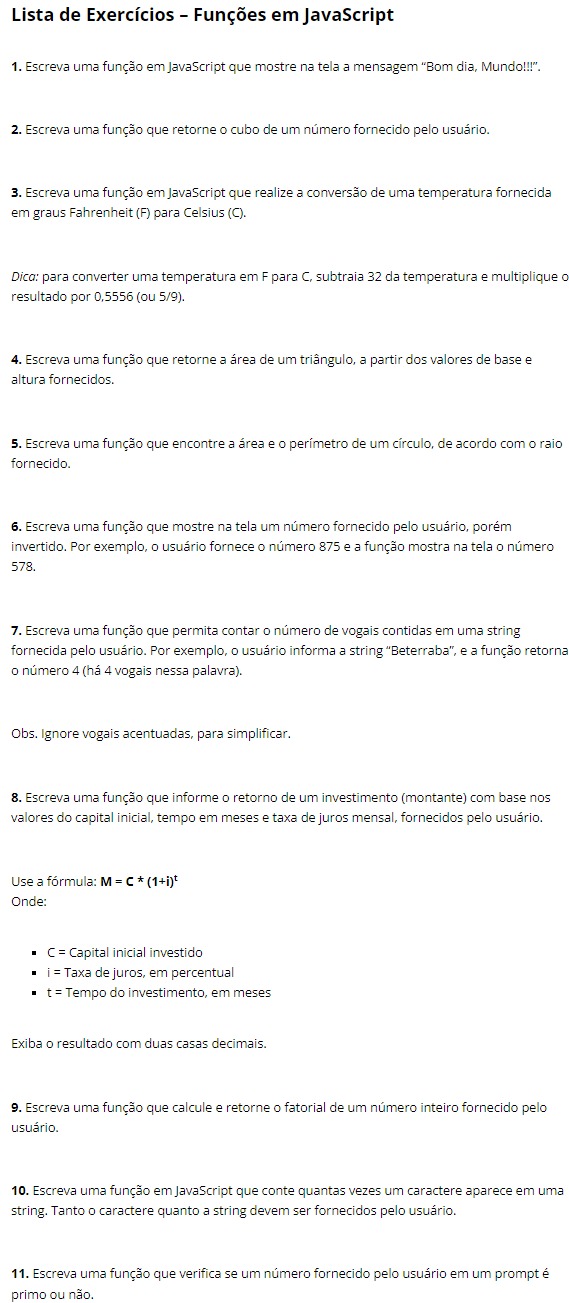 Lista de Exercícios – Funções em JavaScript
1. Escreva uma função em JavaScript que mostre na tela a mensagem “Bom dia, Mundo!!!”.
2. Escreva uma função que retorne o cubo de um número fornecido pelo usuário.
3. Escreva uma função em JavaScript que realize a conversão de uma temperatura fornecida
em graus Fahrenheit (F) para Celsius (C).
Dica: para converter uma temperatura em F para C, subtraia 32 da temperatura e multiplique o
resultado por 0,5556 (ou 5/9).
4. Escreva uma função que retorne a área de um triângulo, a partir dos valores de base e
altura fornecidos.
5. Escreva uma função que encontre a área e o perímetro de um círculo, de acordo com o raio
fornecido.
6. Escreva uma função que mostre na tela um número fornecido pelo usuário, porém
invertido. Por exemplo, o usuário fornece o número 875 e a função mostra na tela o número
578.
7. Escreva uma função que permita contar o número de vogais contidas em uma string
fornecida pelo usuário. Por exemplo, o usuário informa a string “Beterraba”, e a função retorna
o número 4 (há 4 vogais nessa palavra).
Obs. Ignore vogais acentuadas, para simplificar.
8. Escreva uma função que informe o retorno de um investimento (montante) com base nos
valores do capital inicial, tempo em meses e taxa de juros mensal, fornecidos pelo usuário.
Use a fórmula: M = C * (1+i)ᵗ
Onde:
▪ C = Capital inicial investido
▪ i = Taxa de juros, em percentual
▪ t = Tempo do investimento, em meses
Exiba o resultado com duas casas decimais.
9. Escreva uma função que calcule e retorne o fatorial de um número inteiro fornecido pelo
usuário.
10. Escreva uma função em JavaScript que conte quantas vezes um caractere aparece em uma
string. Tanto o caractere quanto a string devem ser fornecidos pelo usuário.
11. Escreva uma função que verifica se um número fornecido pelo usuário em um prompt é
primo ou não.